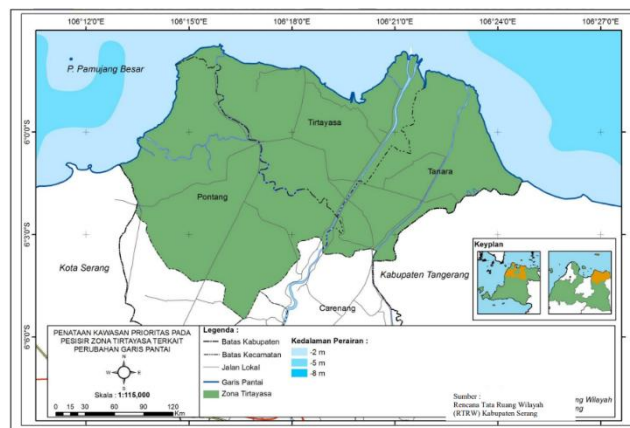 106°12'0"E 106°15'0"E 106°18'0"E 106°21'0"E 106°24'0"E 106°27'0"E
P. Pamujang Besar
6°0'0"S
Tirtayasa
Tanara
Pontang
6°3'0"S
Kota Serang
Kabupaten Tangerang
Keyplan
Carenang
6°6'0"S
PENATAAN KAWASAN PRIORITAS PADA
PESISIR ZONA TIRTAYASA TERKAIT
PERUBAHAN GARIS PANTAI
N
W E
S
Skala : 1:115,000
0 15 30 60 90 120
Km
Legenda :
Batas Kabupaten
Batas Kecamatan
Jalan Lokal
Garis Pantai
Zona Tirtayasa
Kedalaman Perairan :
-2 m
-5 m
-8 m
Sumber :
Rencana Tata Ruang Wilayah
(RTRW) Kabupaten Serang
ng Wilayah
ng